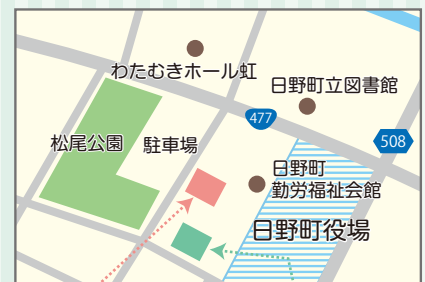 わたむきホール虹
日野町立図書館
477
508
松尾公園
駐車場
日野町
勤労福祉会館
日野町役場